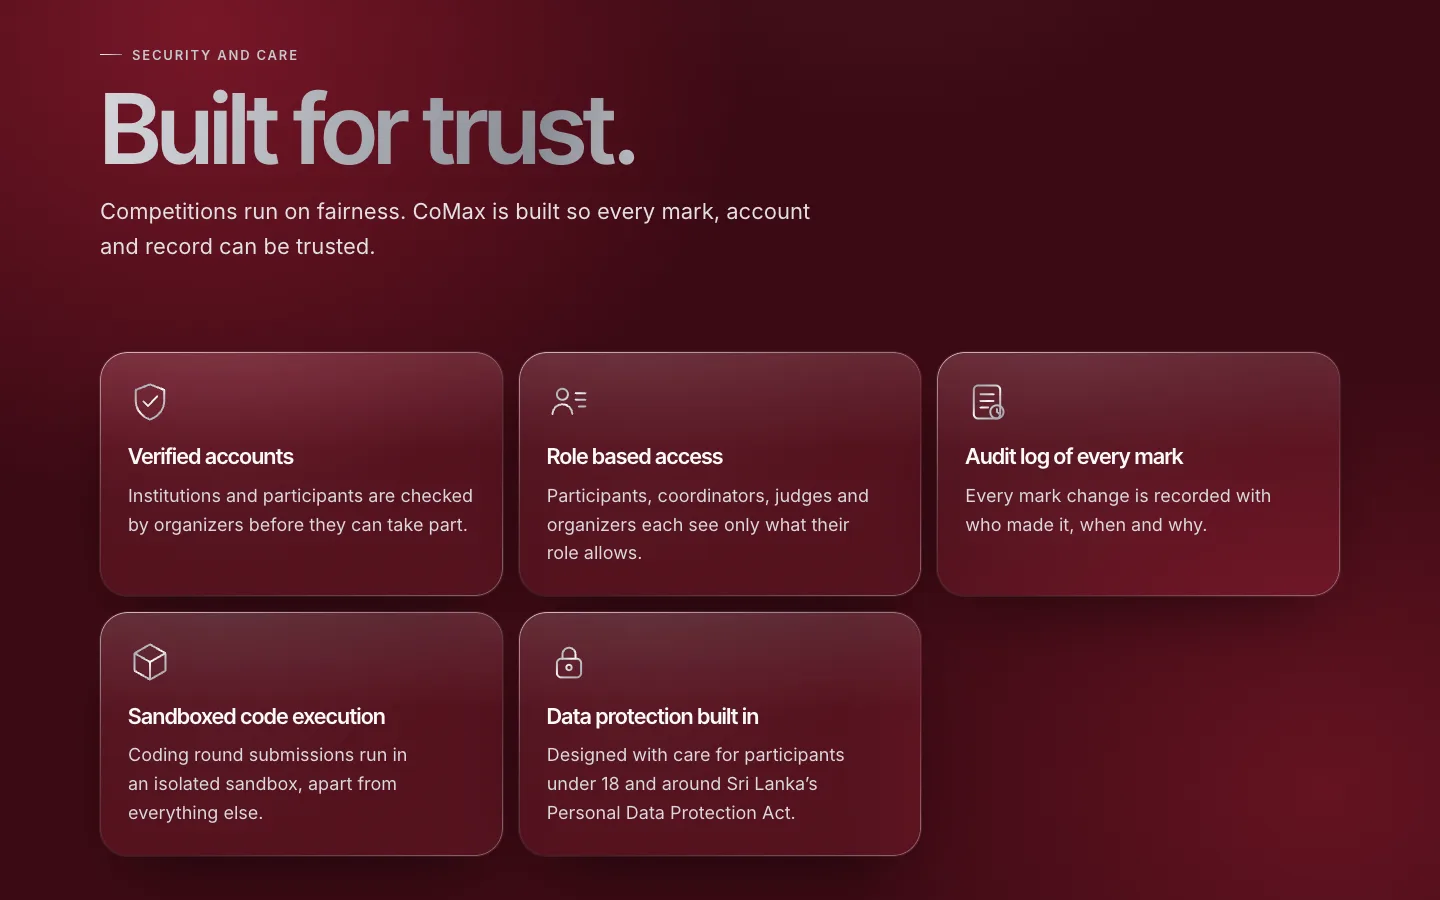 SECURITY AND CARE
Built for trust.
Competitions run on fairness. CoMax is built so every mark, account
and record can be trusted.
Verified accounts
Institutions and participants are checked
by organizers before they can take part.
Role based access
Participants, coordinators, judges and
organizers each see only what their
role allows.
Audit log of every mark
Every mark change is recorded with
who made it, when and why.
Sandboxed code execution
Coding round submissions run in
an isolated sandbox, apart from
everything else.
Data protection built in
Designed with care for participants
under 18 and around Sri Lanka’s
Personal Data Protection Act.